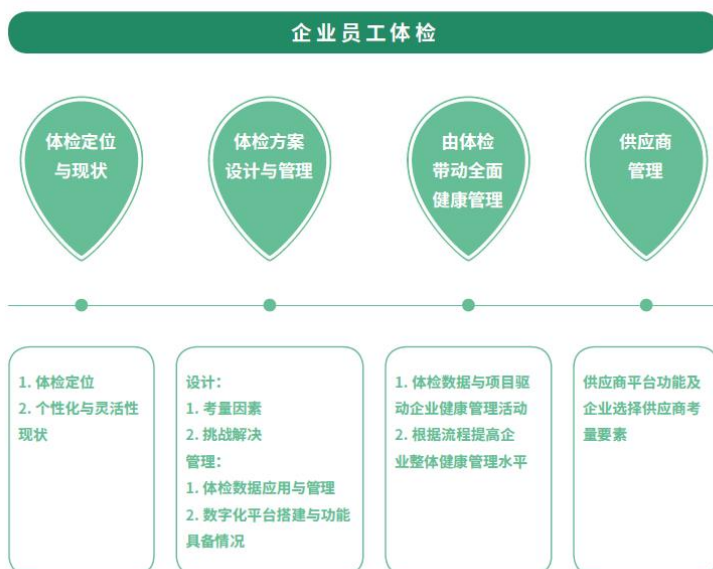 企业员工体检
体检定位
与现状
体检方案
设计与管理
由体检
带动全面
健康管理
供应商
管理
1. 体检定位
2. 个性化与灵活性
现状
设计：
1. 考量因素
2. 挑战解决
管理：
1. 体检数据应用与管理
2. 数字化平台搭建与功能
具备情况
1. 体检数据与项目驱
动企业健康管理活动
2. 根据流程提高企
业整体健康管理水平
供应商平台功能及
企业选择供应商考
量要素